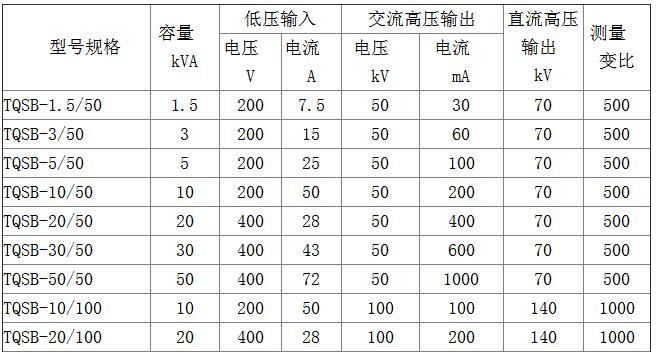 型号规格 容量 kVA 低压输入 交流高压输出 直流高压输出 kV 测量变比
电压 V 电流 A 电压 kV 电流 mA
TQSB-1.5/50 1.5 200 7.5 50 30 70 500
TQSB-3/50 3 200 15 50 60 70 500
TQSB-5/50 5 200 25 50 100 70 500
TQSB-10/50 10 200 50 50 200 70 500
TQSB-20/50 20 400 28 50 400 70 500
TQSB-30/50 30 400 43 50 600 70 500
TQSB-50/50 50 400 72 50 1000 70 500
TQSB-10/100 10 200 50 100 100 140 1000
TQSB-20/100 20 400 28 100 200 140 1000